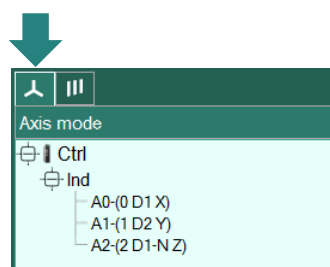 Axis mode
Ctrl
Ind
A0-(0 D1 X)
A1-(1 D2 Y)
A2-(2 D1-N Z)